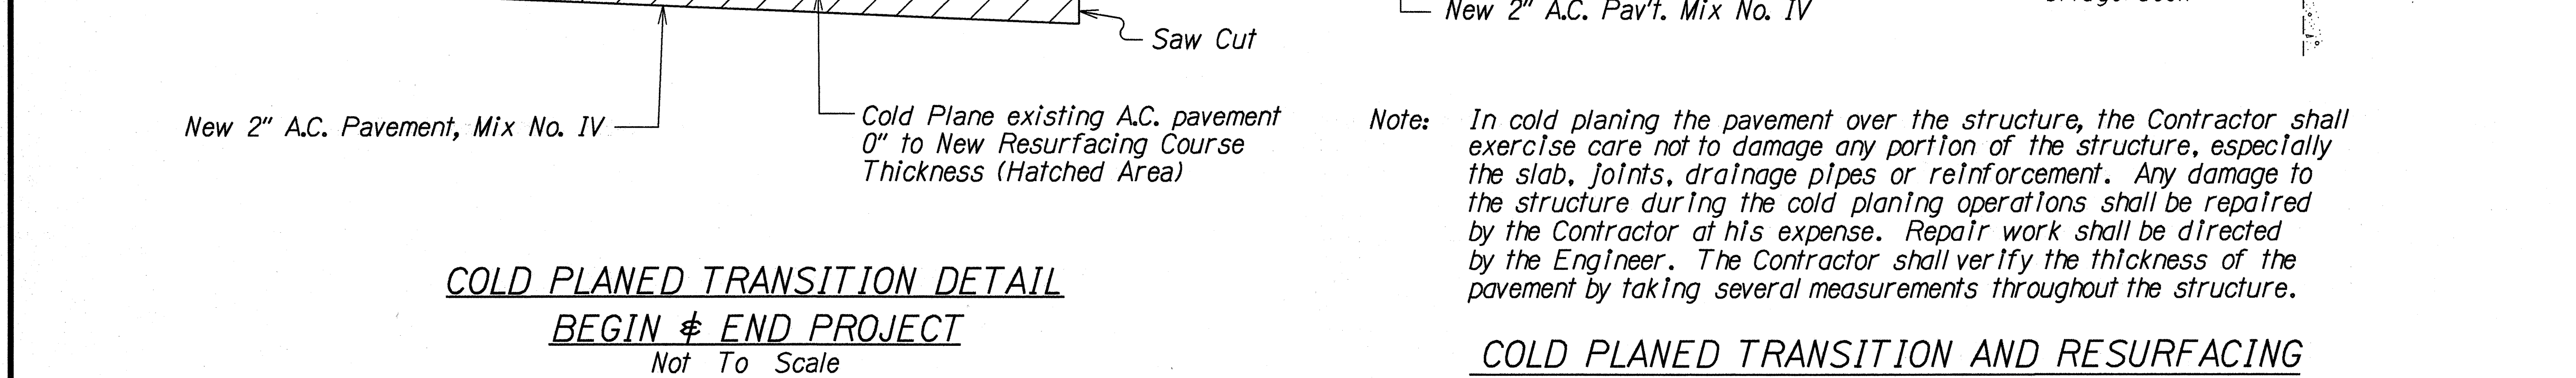 New 2" A.C. Pav't. Mix No. IV
Saw Cut
New 2" A.C. Pavement, Mix No. IV
Cold Plane existing A.C. pavement
0" to New Resurfacing Course
Thickness (Hatched Area)
COLD PLANED TRANSITION DETAIL
BEGIN & END PROJECT
Not To Scale
Note: In cold planing the pavement over the structure, the Contractor shall
exercise care not to damage any portion of the structure, especially
the slab, joints, drainage pipes or reinforcement. Any damage to
the structure during the cold planing operations shall be repaired
by the Contractor at his expense. Repair work shall be directed
by the Engineer. The Contractor shall verify the thickness of the
pavement by taking several measurements throughout the structure.
COLD PLANED TRANSITION AND RESURFACING